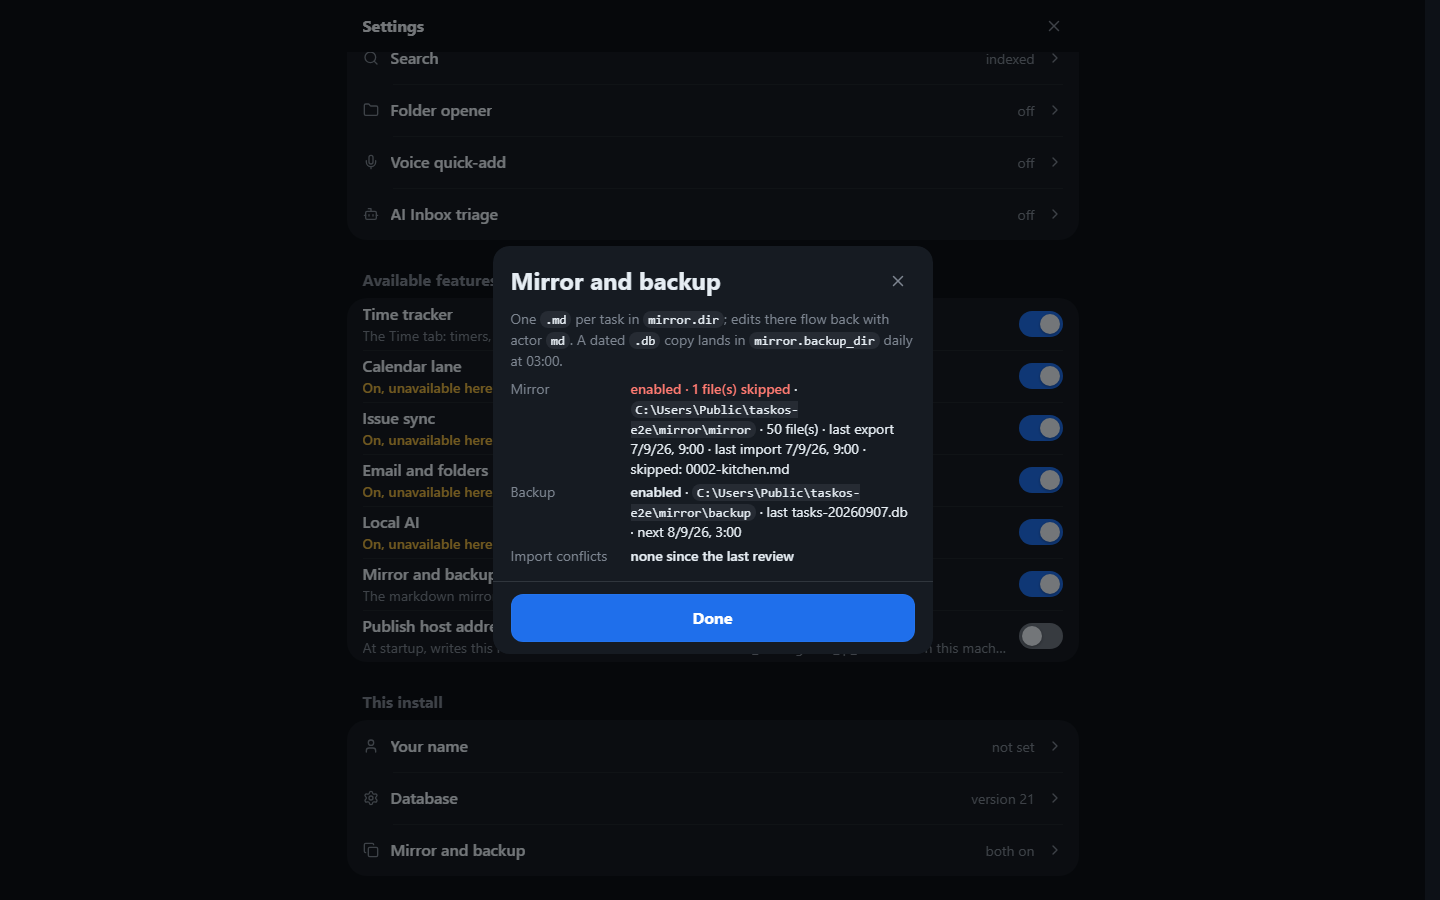 Settings
Search
indexed
Folder opener
off
Voice quick-add
off
AI Inbox triage
off
Available features
Time tracker
The Time tab: timers,
Calendar lane
On, unavailable here
Issue sync
On, unavailable here
Email and folders
On, unavailable here
Local AI
On, unavailable here
Mirror and backup
The markdown mirro
Publish host addre
At startup, writes this
this mach...
Mirror and backup
One .md per task in mirror.dir; edits there flow back with
actor md. A dated .db copy lands in mirror.backup_dir daily
at 03:00.
Mirror
enabled · 1 file(s) skipped ·
C:\Users\Public\taskos-
e2e\mirror\mirror · 50 file(s) · last export
7/9/26, 9:00 · last import 7/9/26, 9:00 ·
skipped: 0002-kitchen.md
Backup
enabled · C:\Users\Public\taskos-
e2e\mirror\backup · last tasks-20260907.db
· next 8/9/26, 3:00
Import conflicts
none since the last review
Done
This install
Your name
not set
Database
version 21
Mirror and backup
both on